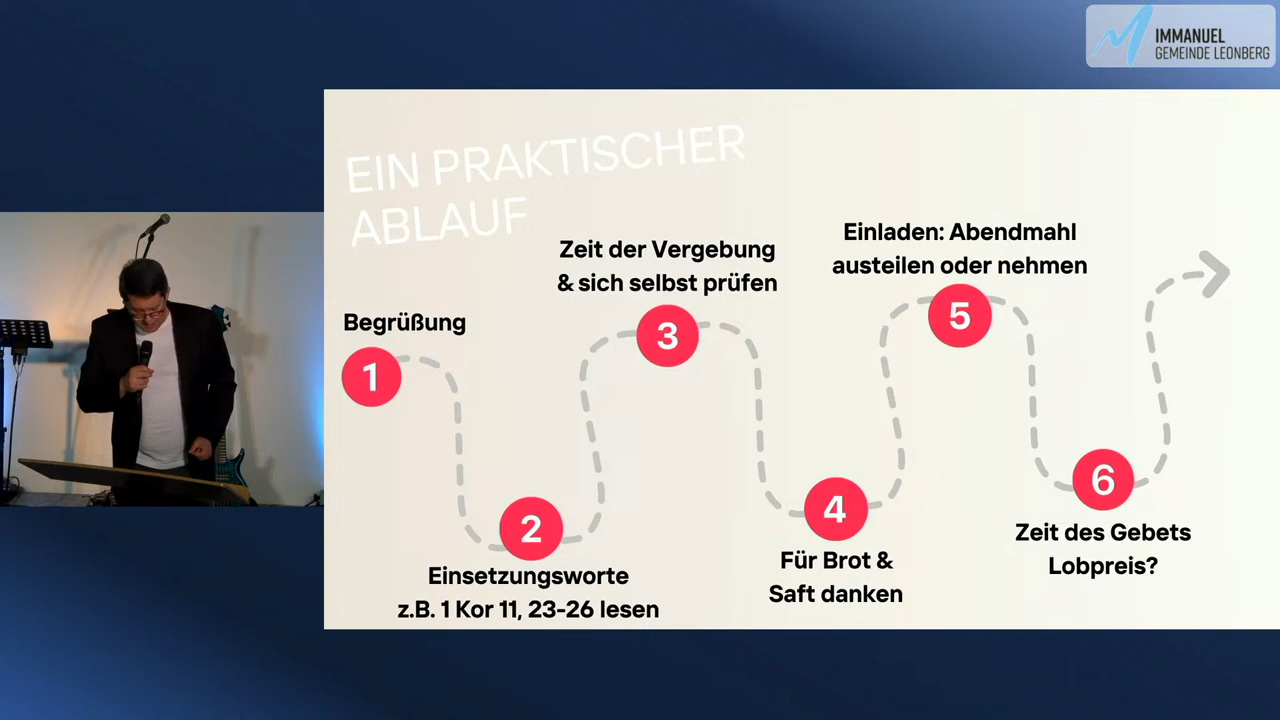 IMMANUEL
GEMEINDE LEONBERG
EIN PRAKTISCHER
ABLAUF
Begrüßung
1
2
Einsetzungsworte
z.B. 1 Kor 11, 23-26 lesen
Zeit der Vergebung
& sich selbst prüfen
3
4
Für Brot &
Saft danken
Einladen: Abendmahl
austeilen oder nehmen
5
6
Zeit des Gebets
Lobpreis?